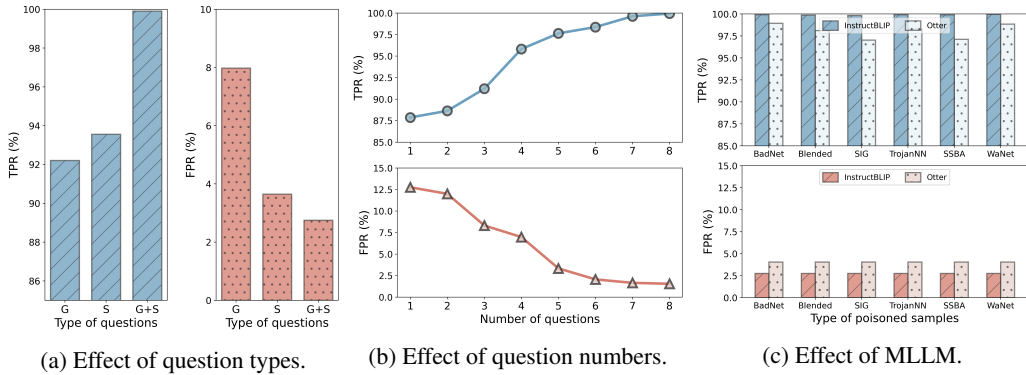 TPR (%)
100
98
96
94
92
90
88
86
G
S
G+S
Type of questions
FPR (%)
10
8
6
4
2
0
G
S
G+S
Type of questions
(a) Effect of question types.
TPR (%)
100.0
97.5
95.0
92.5
90.0
87.5
85.0
1 2 3 4 5 6 7 8
FPR (%)
15.0
12.5
10.0
7.5
5.0
2.5
0.0
1 2 3 4 5 6 7 8
Number of questions
(b) Effect of question numbers.
TPR (%)
100.0
97.5
95.0
92.5
90.0
87.5
85.0
InstructBLIP Otter
BadNet Blended SIG TrojanNN SSBA WaNet
FPR (%)
15.0
12.5
10.0
7.5
5.0
2.5
0.0
InstructBLIP Otter
BadNet Blended SIG TrojanNN SSBA WaNet
Type of poisoned samples
(c) Effect of MLLM.